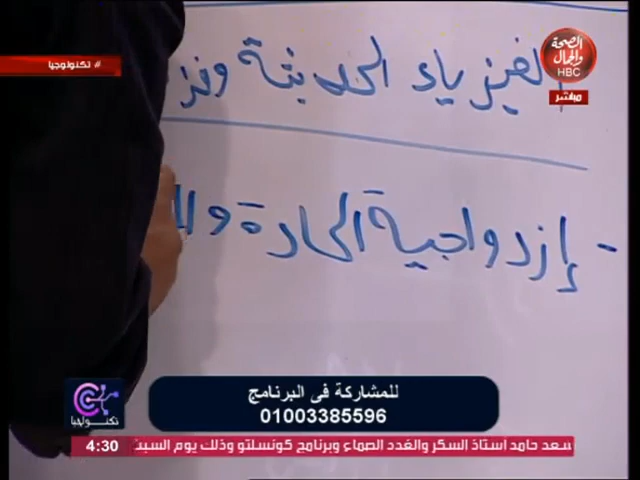 الصحة
والجمال
HBC
مباشر
#تكنولوجيا
الفيزياء الحديثة وفز
- إزدواجية المادة وال
للمشاركة فى البرنامج
01003385596
تكنولوجيا
4:30
سعد حامد استاذ السكر والغدد الصماء وبرنامج كونسلتو وذلك يوم السبت